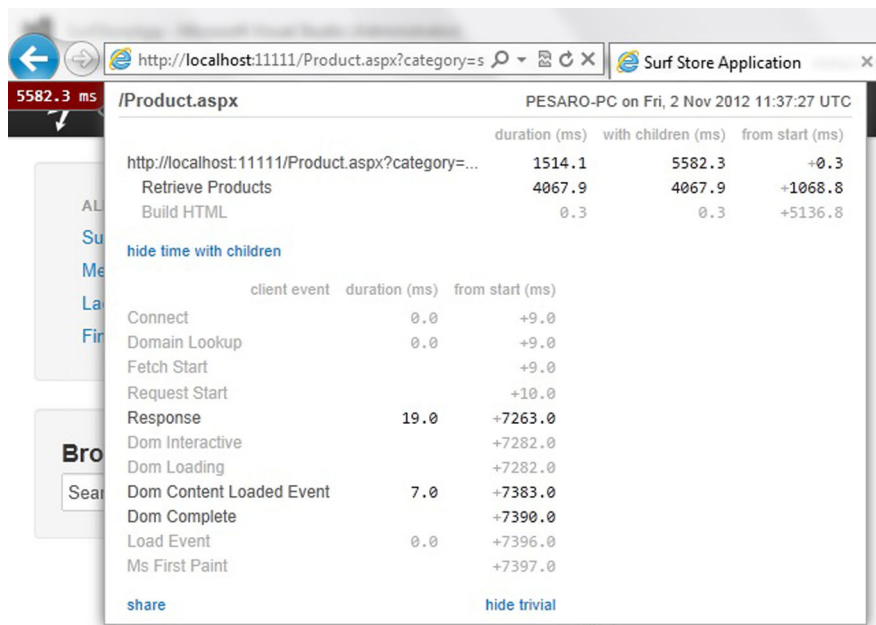 http://localhost:11111/Product.aspx?category=s
Surf Store Application
5582.3 ms
/Product.aspx
PESARO-PC on Fri, 2 Nov 2012 11:37:27 UTC
duration (ms) with children (ms) from start (ms)
http://localhost:11111/Product.aspx?category=... 1514.1 5582.3 +0.3
Retrieve Products 4067.9 4067.9 +1068.8
Build HTML 0.3 0.3 +5136.8
hide time with children
client event duration (ms) from start (ms)
Connect 0.0 +9.0
Domain Lookup 0.0 +9.0
Fetch Start +9.0
Request Start +10.0
Response 19.0 +7263.0
Dom Interactive +7282.0
Dom Loading +7282.0
Dom Content Loaded Event 7.0 +7383.0
Dom Complete +7390.0
Load Event 0.0 +7396.0
Ms First Paint +7397.0
share hide trivial
AL
Su
Me
La
Fin
Bro
Sear